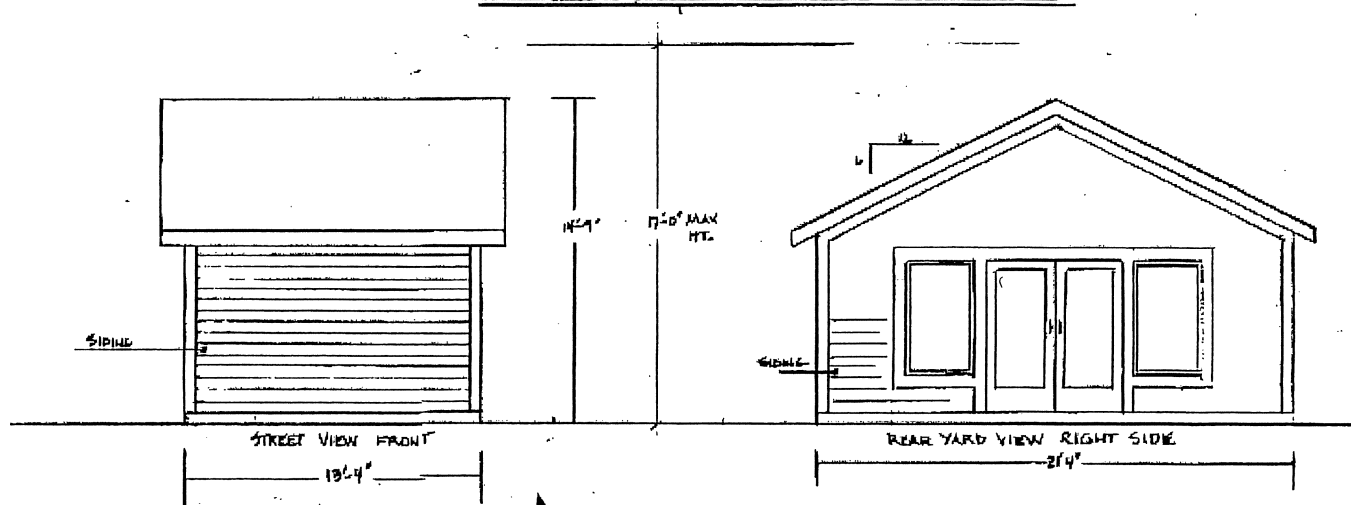 12
6
14'-9"
17'-0" MAX
HT.
SIDING
SIDING
STREET VIEW FRONT
REAR YARD VIEW RIGHT SIDE
13'-4"
21'4"